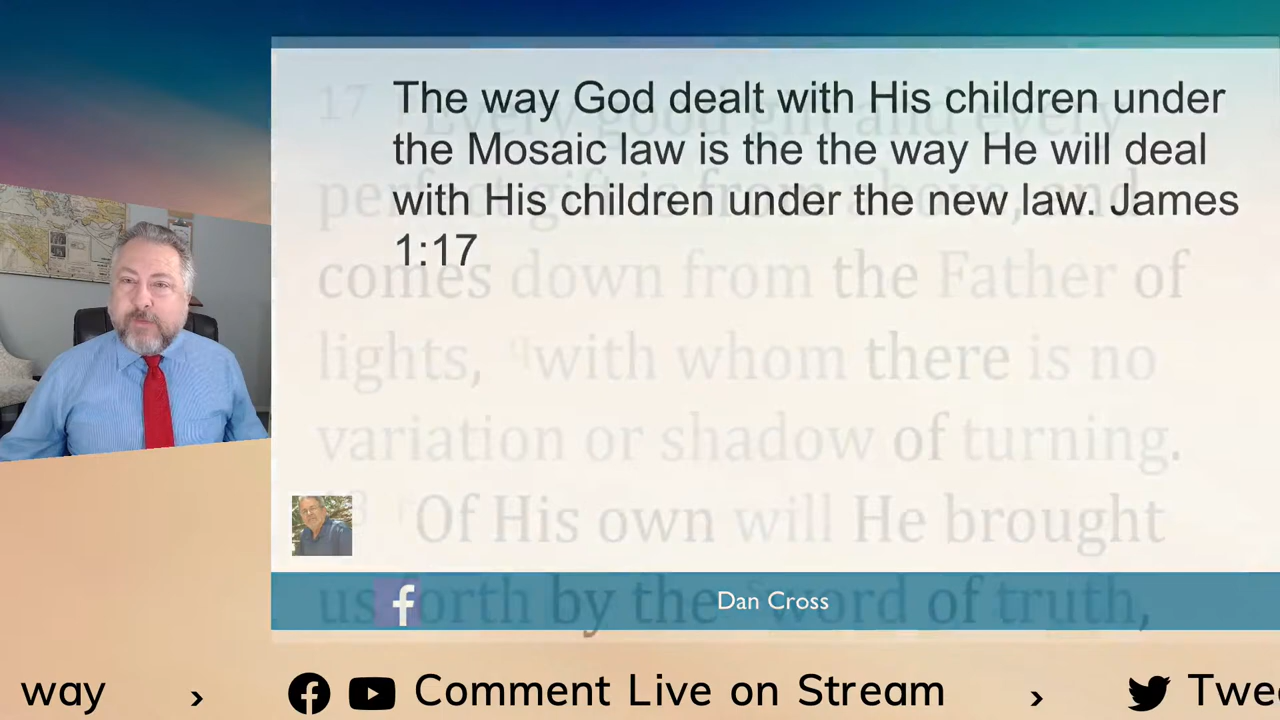 The way God dealt with His children under
the Mosaic law is the the way He will deal
with His children under the new law. James
1:17
17 Every good gift and every
perfect gift is from above, and
comes down from the Father of
lights, with whom there is no
variation or shadow of turning.
Of His own will He brought
us forth by the word of truth,
f Dan Cross
way › Comment Live on Stream › Twee